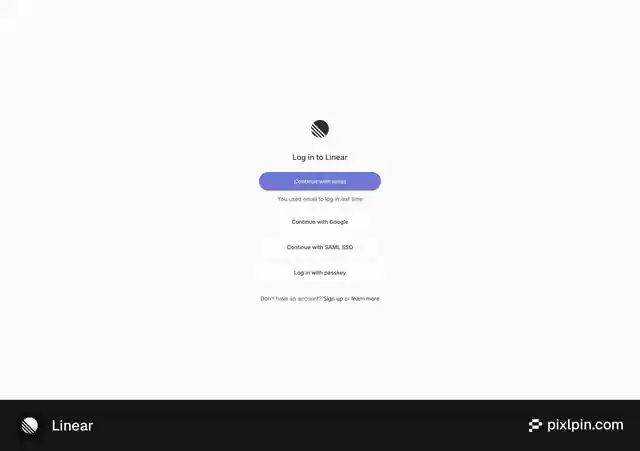 Log in to Linear
Continue with email
You used email to log in last time
Continue with Google
Continue with SAML SSO
Log in with passkey
Don't have an account? Sign up or learn more
Linear
pixlpin.com